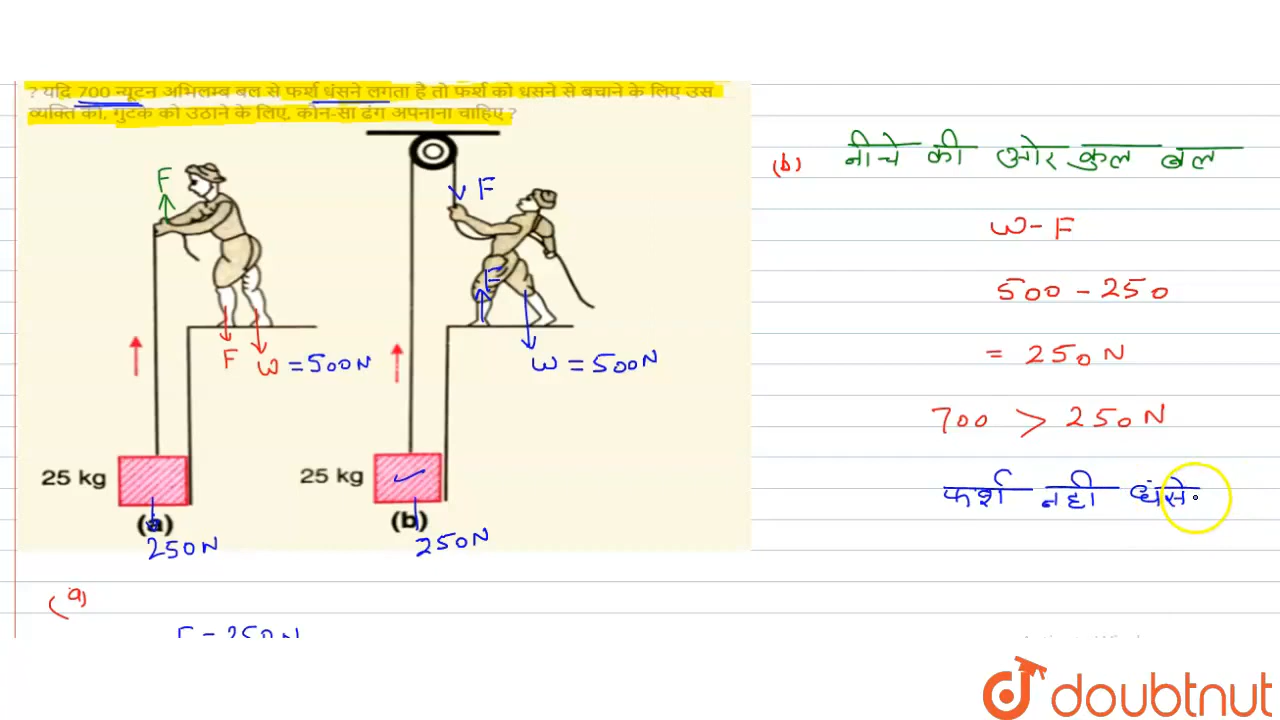 ? यदि 700 न्यूटन अभिलम्ब बल से फर्श धंसने लगता है तो फर्श को धसने से बचाने के लिए उस
व्यक्ति को, गुटके को उठाने के लिए, कौन-सा ढंग अपनाना चाहिए ?
F
F
F
F
W = 500N
W = 500N
25 kg
25 kg
(a)
(b)
250N
250N
(a)
F = 250N
(b)
नीचे की ओर कुल बल
W - F
500 - 250
= 250 N
700 > 250 N
फर्श नही धंसे
doubtnut